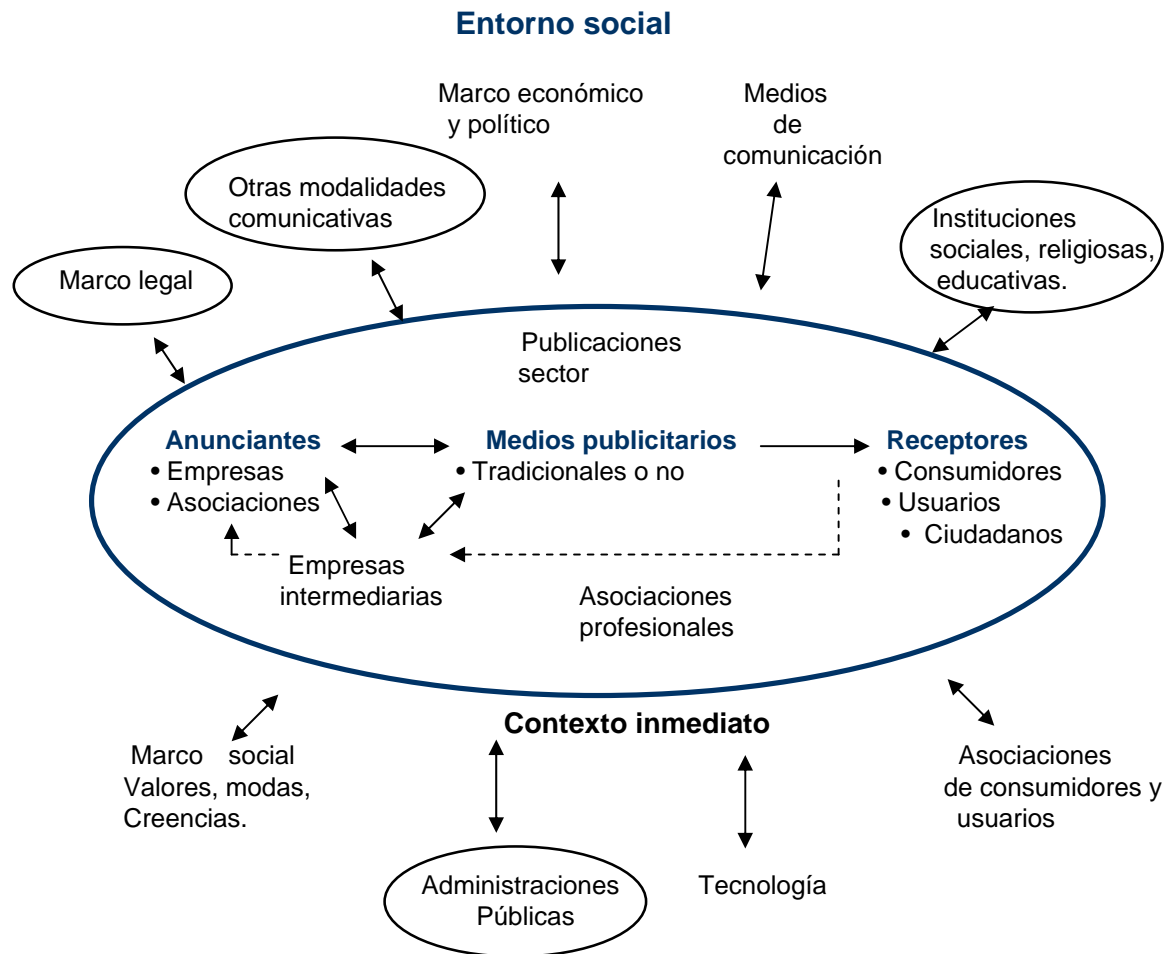 Entorno social
Marco económico
y político
Medios
de
comunicación
Otras modalidades
comunicativas
Instituciones
sociales, religiosas,
educativas.
Marco legal
Publicaciones
sector
Anunciantes
• Empresas
• Asociaciones
Medios publicitarios
• Tradicionales o no
Receptores
• Consumidores
• Usuarios
• Ciudadanos
Empresas
intermediarias
Asociaciones
profesionales
Contexto inmediato
Marco social
Valores, modas,
Creencias.
Asociaciones
de consumidores y
usuarios
Administraciones
Públicas
Tecnología